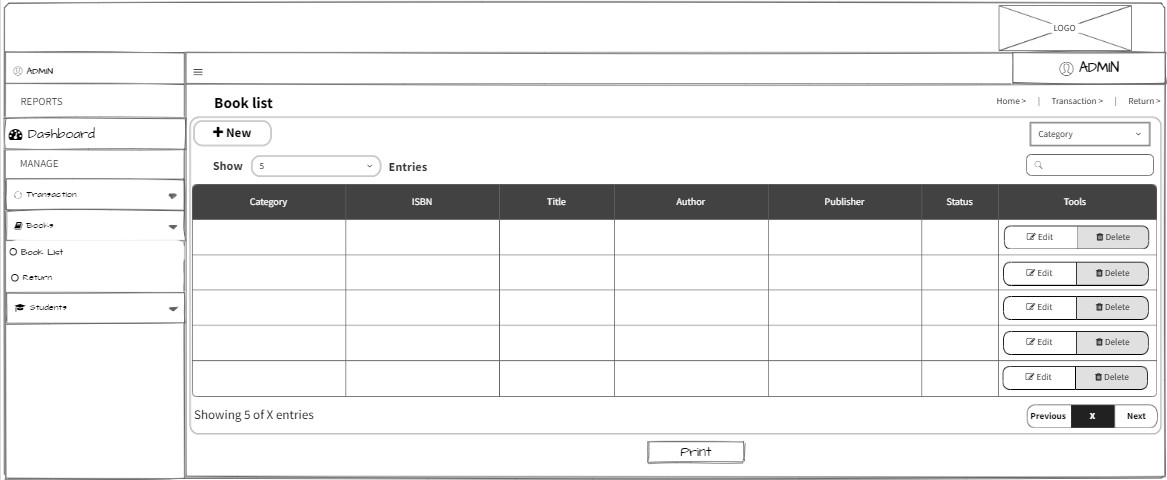 LOGO
ADMIN
ADMIN
REPORTS
Book list
Home > | Transaction > | Return >
Dashboard
New
Category
MANAGE
Show 5 Entries
Transaction
Category ISBN Title Author Publisher Status Tools
Books
Edit Delete
Book List
Return
Edit Delete
Students
Edit Delete
Edit Delete
Edit Delete
Showing 5 of X entries
Previous X Next
Print